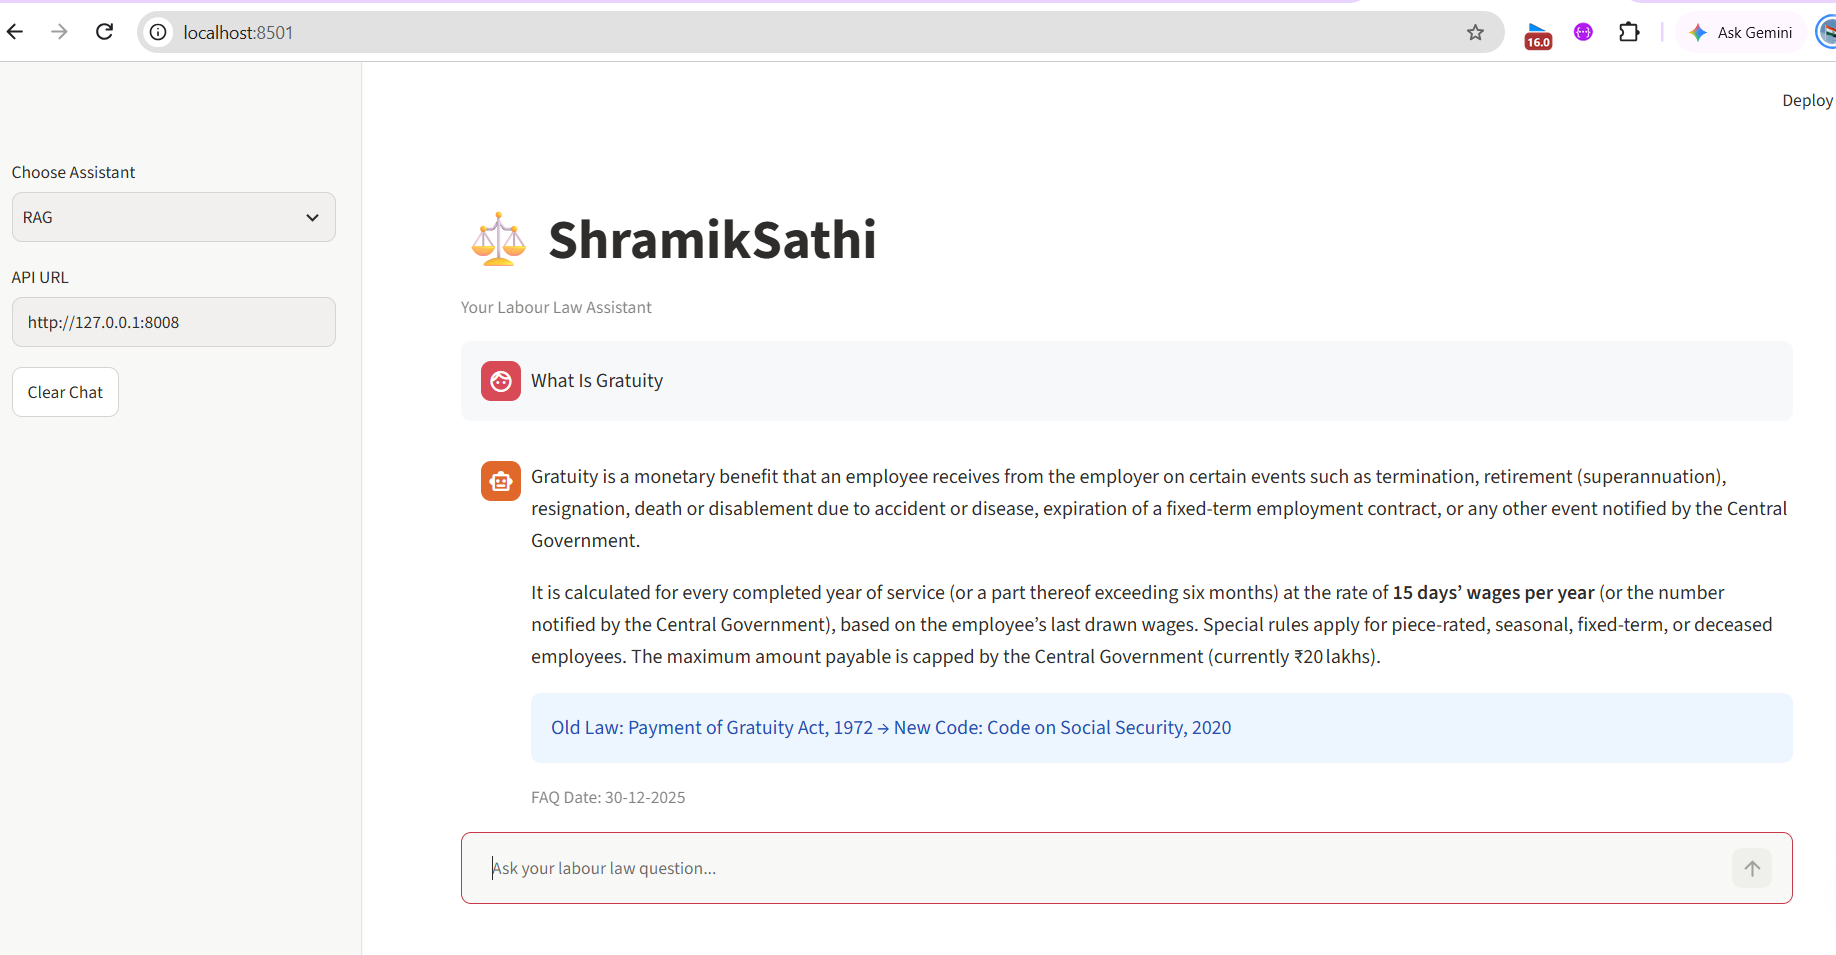 localhost:8501
16.0
Ask Gemini
Deploy
Choose Assistant
RAG
API URL
http://127.0.0.1:8008
Clear Chat
ShramikSathi
Your Labour Law Assistant
What Is Gratuity
Gratuity is a monetary benefit that an employee receives from the employer on certain events such as termination, retirement (superannuation),
resignation, death or disablement due to accident or disease, expiration of a fixed-term employment contract, or any other event notified by the Central
Government.
It is calculated for every completed year of service (or a part thereof exceeding six months) at the rate of 15 days’ wages per year (or the number
notified by the Central Government), based on the employee’s last drawn wages. Special rules apply for piece-rated, seasonal, fixed-term, or deceased
employees. The maximum amount payable is capped by the Central Government (currently ₹20 lakhs).
Old Law: Payment of Gratuity Act, 1972 → New Code: Code on Social Security, 2020
FAQ Date: 30-12-2025
Ask your labour law question...